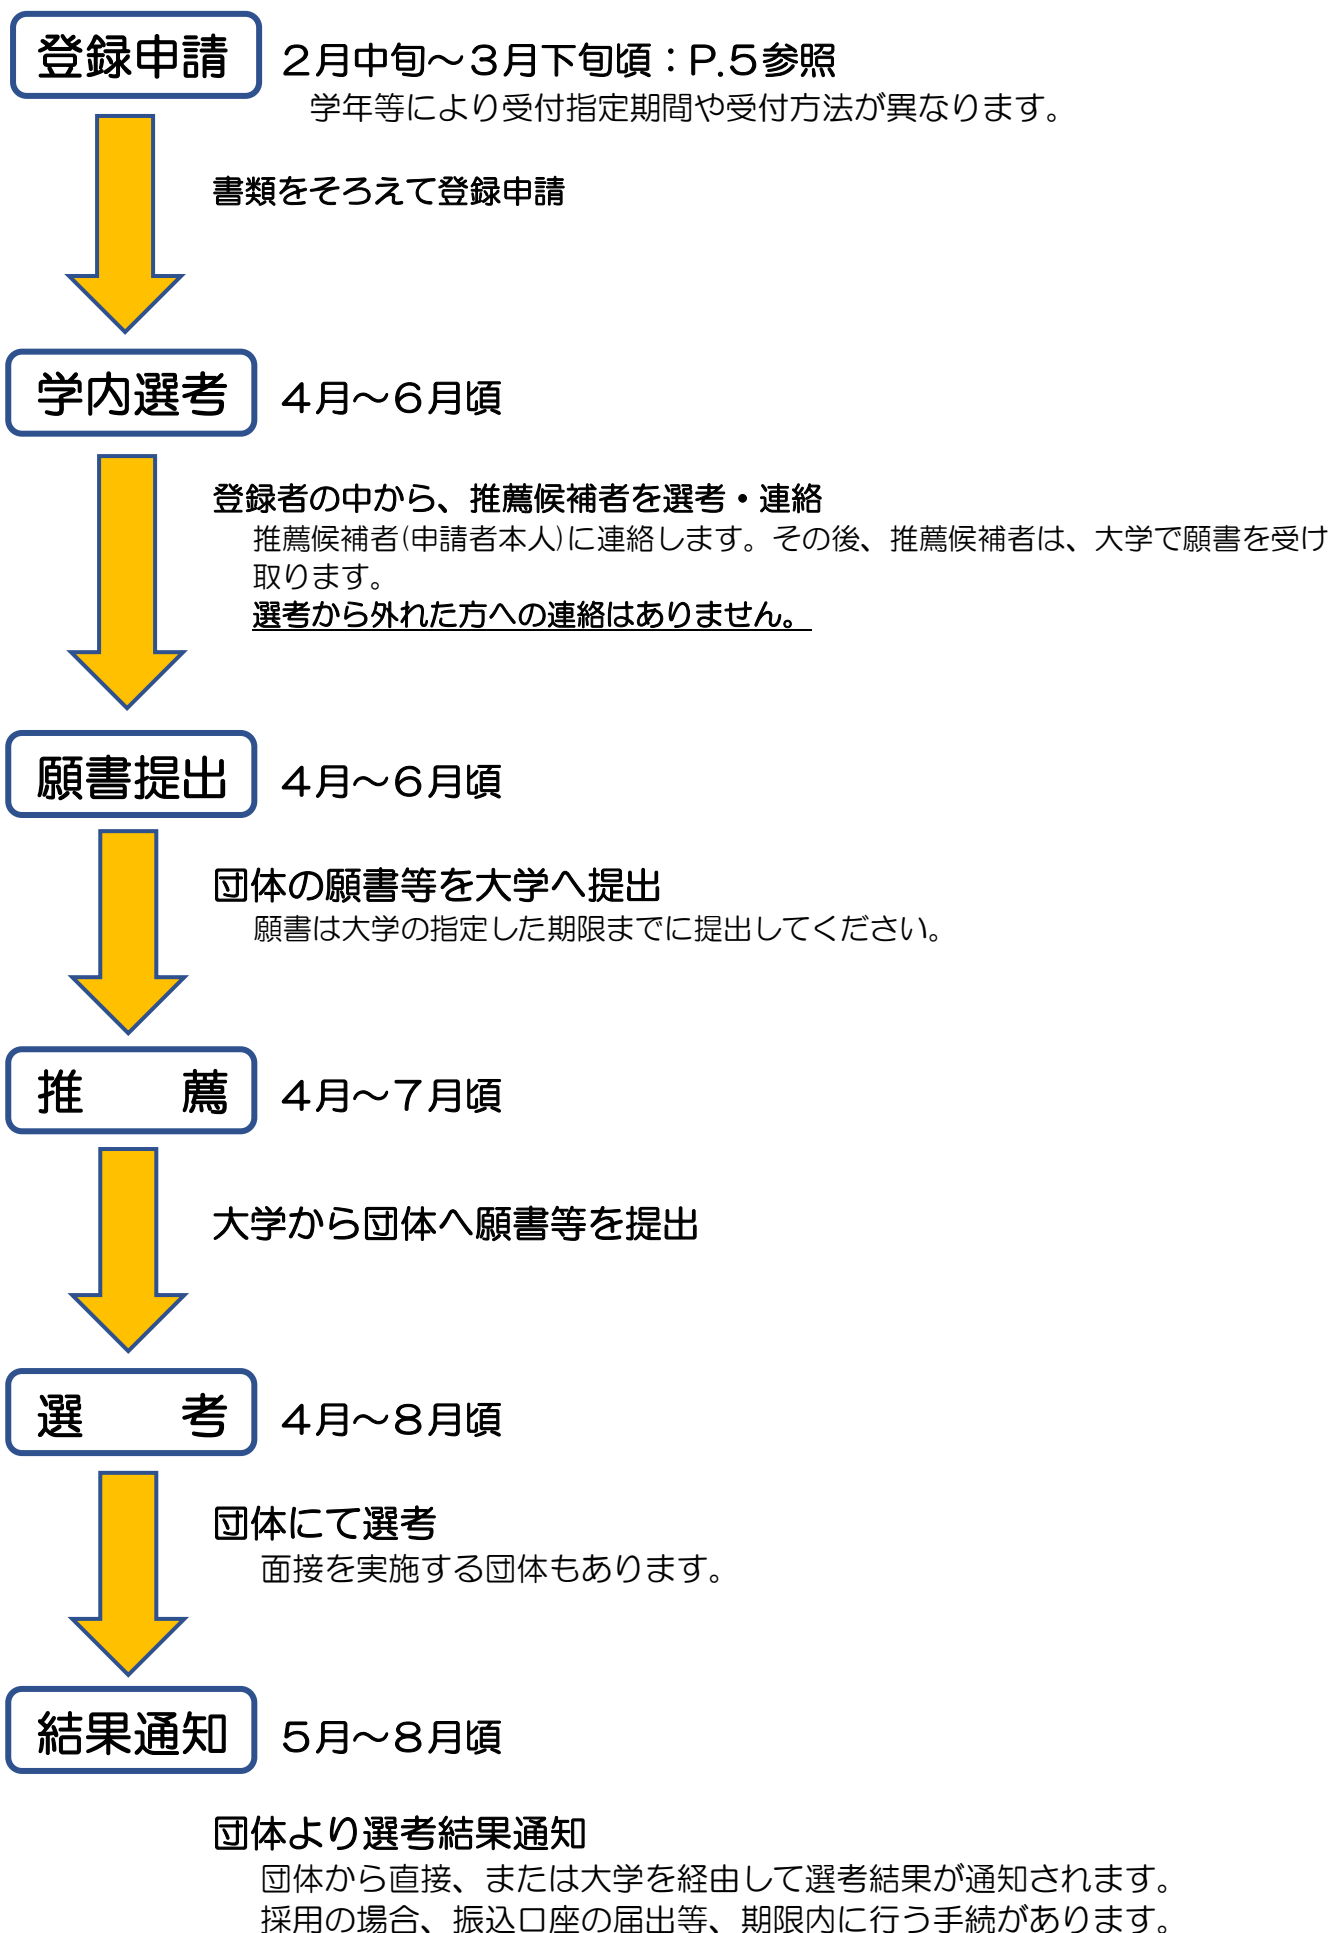 登録申請 ２月中旬～３月下旬頃：P.５参照
学年等により受付指定期間や受付方法が異なります。
書類をそろえて登録申請
学内選考 ４月～６月頃
登録者の中から、推薦候補者を選考・連絡
推薦候補者(申請者本人)に連絡します。その後、推薦候補者は、大学で願書を受け
取ります。
選考から外れた方への連絡はありません。
願書提出 ４月～６月頃
団体の願書等を大学へ提出
願書は大学の指定した期限までに提出してください。
推　　薦 ４月～７月頃
大学から団体へ願書等を提出
選　　考 ４月～８月頃
団体にて選考
面接を実施する団体もあります。
結果通知 ５月～８月頃
団体より選考結果通知
団体から直接、または大学を経由して選考結果が通知されます。
採用の場合、振込口座の届出等、期限内に行う手続があります。